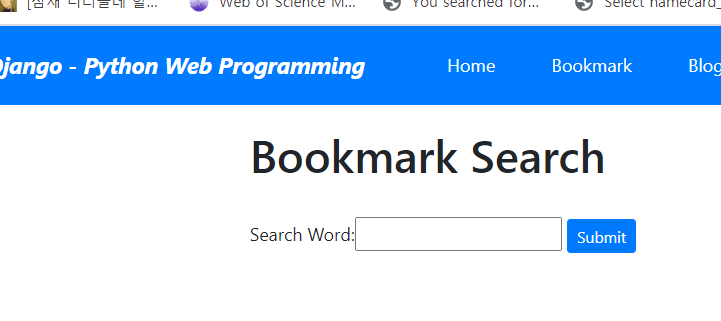 Web of Science M... You searched for... Select namecard_
Django - Python Web Programming Home Bookmark Blog
Bookmark Search
Search Word: Submit